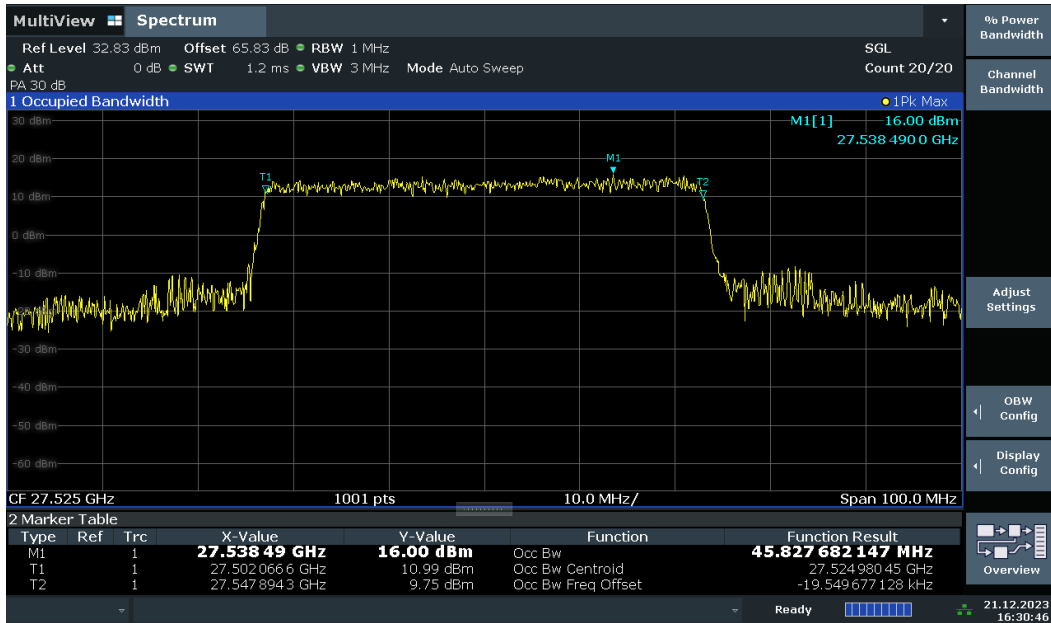 MultiView Spectrum
Ref Level 32.83 dBm Offset 65.83 dB RBW 1 MHz SGL
Att 0 dB SWT 1.2 ms VBW 3 MHz Mode Auto Sweep Count 20/20
PA 30 dB
1 Occupied Bandwidth 1Pk Max
30 dBm
M1[1] 16.00 dBm
27.538 490 0 GHz
20 dBm
M1
T1
T2
10 dBm
0 dBm
-10 dBm
-30 dBm
-40 dBm
-50 dBm
-60 dBm
CF 27.525 GHz 1001 pts 10.0 MHz/ Span 100.0 MHz
2 Marker Table
Type Ref Trc X-Value Y-Value Function Function Result
M1 1 27.538 49 GHz 16.00 dBm Occ Bw 45.827 682 147 MHz
T1 1 27.502 066 6 GHz 10.99 dBm Occ Bw Centroid 27.524 980 45 GHz
T2 1 27.547 894 3 GHz 9.75 dBm Occ Bw Freq Offset -19.549 677 128 kHz
Ready 21.12.2023
16:30:46
% Power
Bandwidth
Channel
Bandwidth
Adjust
Settings
OBW
Config
Display
Config
Overview